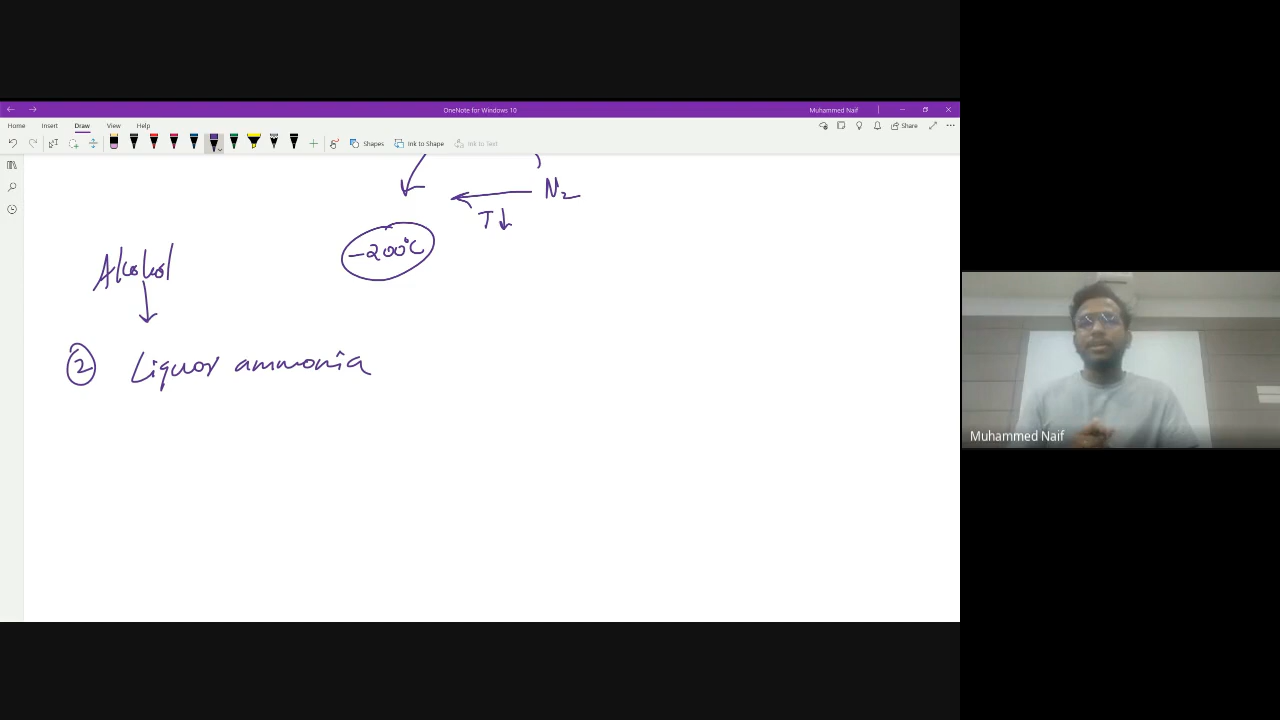 OneNote for Windows 10
Muhammed Naif
Home Insert Draw View Help
Share
Shapes Ink to Shape Ink to Text
N2
T↓
-200°C
Alcohol
② Liquor ammonia
Muhammed Naif